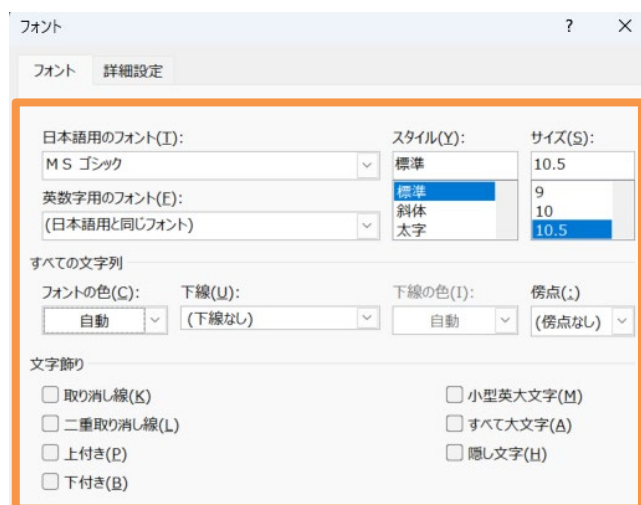 フォント ? ×
フォント 詳細設定
日本語用のフォント(T): スタイル(Y): サイズ(S):
ＭＳ ゴシック 標準 10.5
英数字用のフォント(F): 標準 9
(日本語用と同じフォント) 斜体 10
太字 10.5
すべての文字列
フォントの色(C): 下線(U): 下線の色(I): 傍点(:)
自動 (下線なし) 自動 (傍点なし)
文字飾り
取り消し線(K) 小型英大文字(M)
二重取り消し線(L) すべて大文字(A)
上付き(P) 隠し文字(H)
下付き(B)